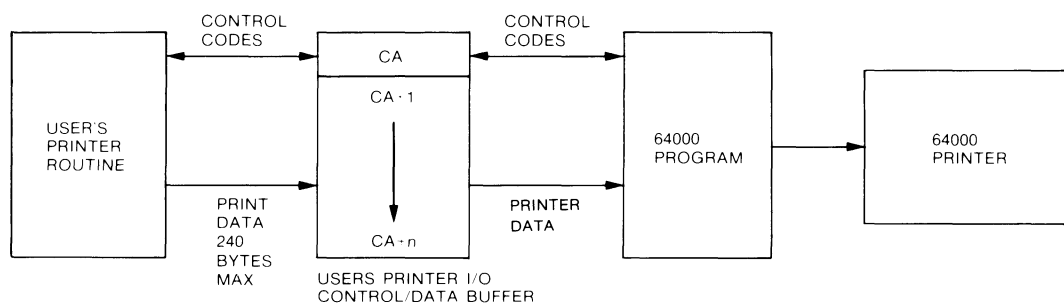 CONTROL
CODES
CONTROL
CODES
CA
CA+1
USER'S
PRINTER
ROUTINE
64000
PROGRAM
64000
PRINTER
PRINT
DATA
240
BYTES
MAX
PRINTER
DATA
CA+n
USERS PRINTER I/O
CONTROL/DATA BUFFER